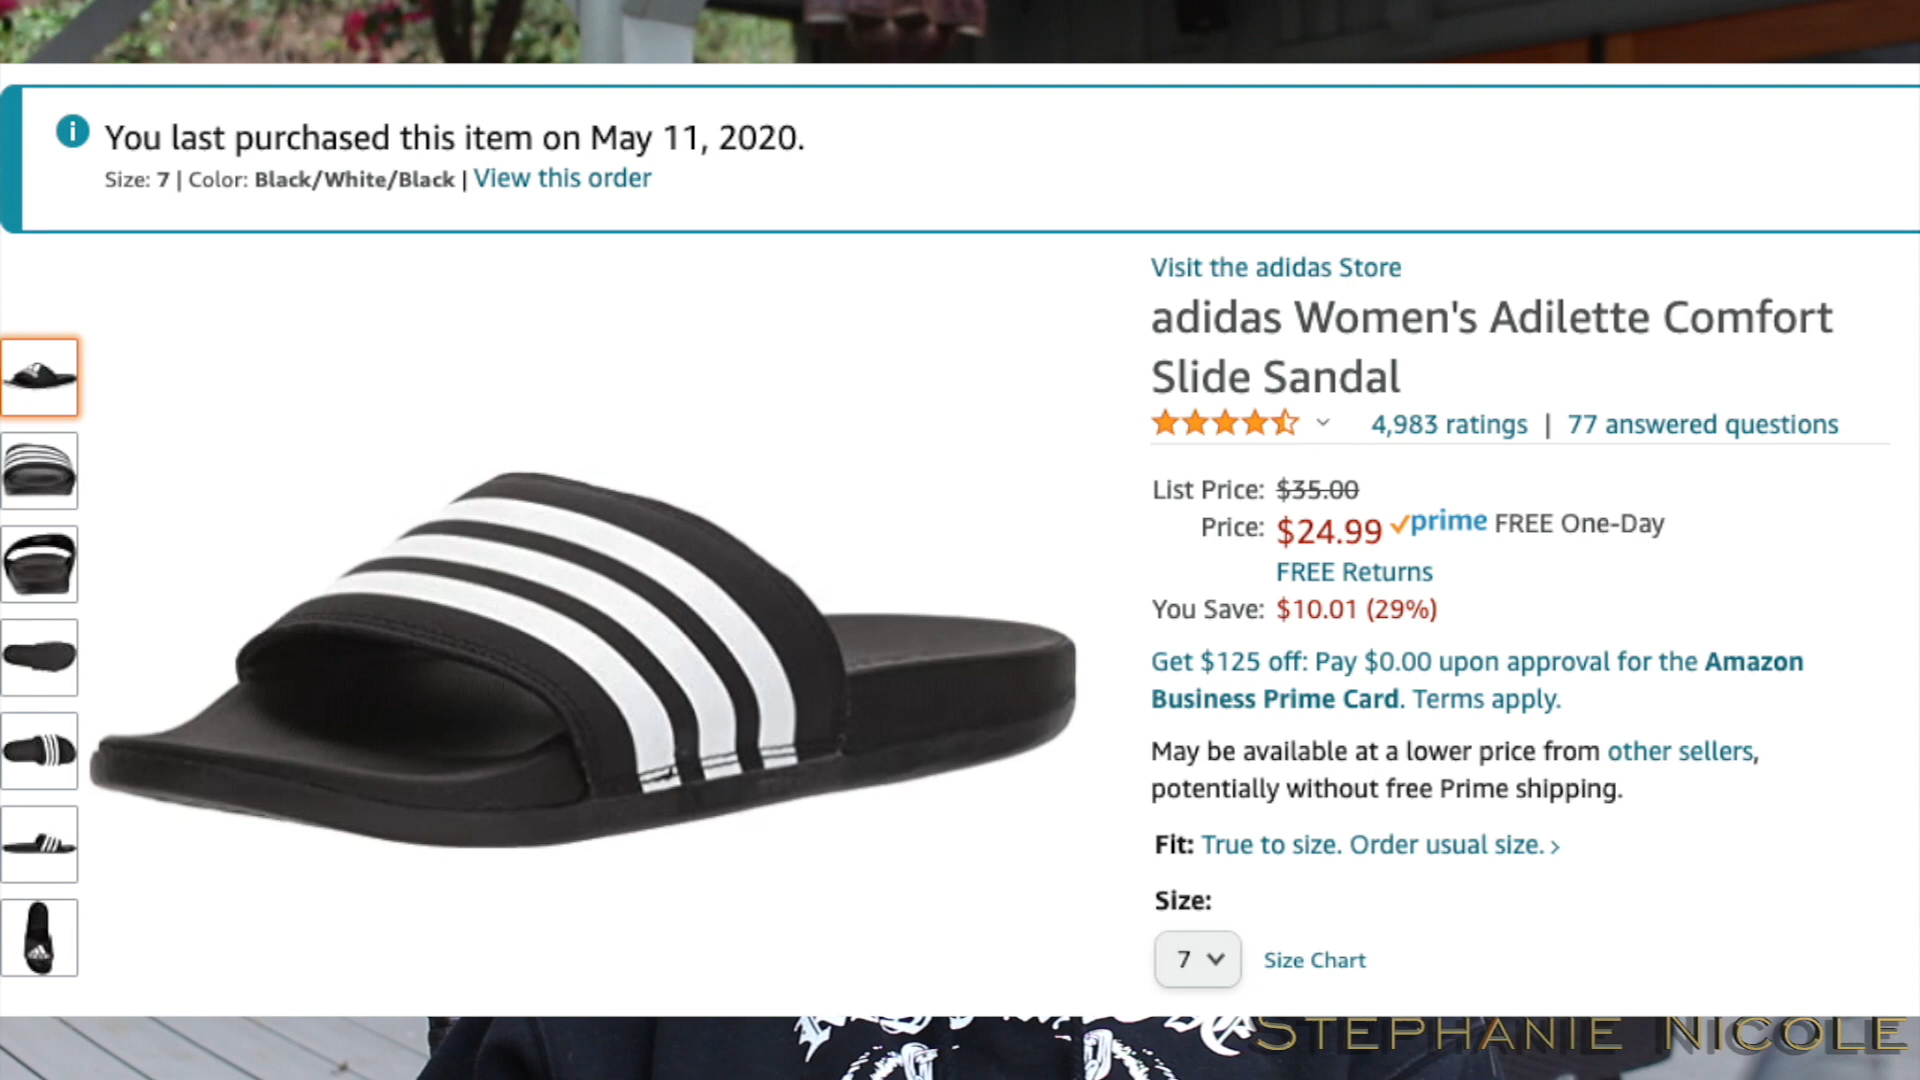 You last purchased this item on May 11, 2020.
Size: 7 | Color: Black/White/Black | View this order
Visit the adidas Store
adidas Women's Adilette Comfort
Slide Sandal
4,983 ratings | 77 answered questions
List Price: $35.00
Price: $24.99 prime FREE One-Day
FREE Returns
You Save: $10.01 (29%)
Get $125 off: Pay $0.00 upon approval for the Amazon
Business Prime Card. Terms apply.
May be available at a lower price from other sellers,
potentially without free Prime shipping.
Fit: True to size. Order usual size. ›
Size:
7 Size Chart
STEPHANIE NICOLE